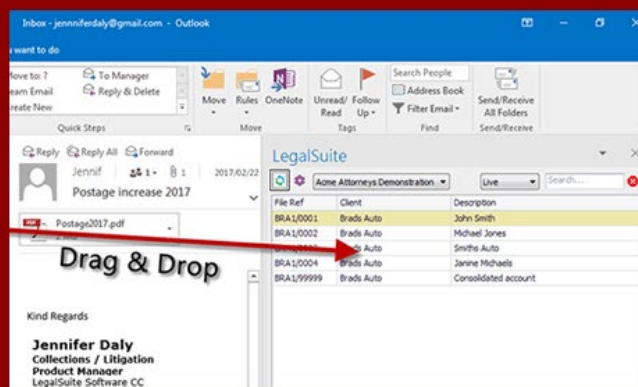 Inbox - jennniferdaly@gmail.com - Outlook
u want to do
Move to: ?
To Manager
eam Email
Reply & Delete
reate New
Quick Steps
Move
Rules
OneNote
Move
Unread/ Read
Follow Up
Tags
Search People
Address Book
Filter Email
Find
Send/Receive All Folders
Send/Receive
Reply Reply All Forward
Jennif 1 1 2017/02/22
Postage increase 2017
Postage2017.pdf
Drag & Drop
Kind Regards
Jennifer Daly
Collections / Litigation
Product Manager
LegalSuite Software CC
LegalSuite
Acme Attorneys Demonstration Live Search...
File Ref Client Description
BRA1/0001 Brads Auto John Smith
BRA1/0002 Brads Auto Michael Jones
Brads Auto Smiths Auto
BRA1/0004 Brads Auto Janine Michaels
BRA1/99999 Brads Auto Consolidated account